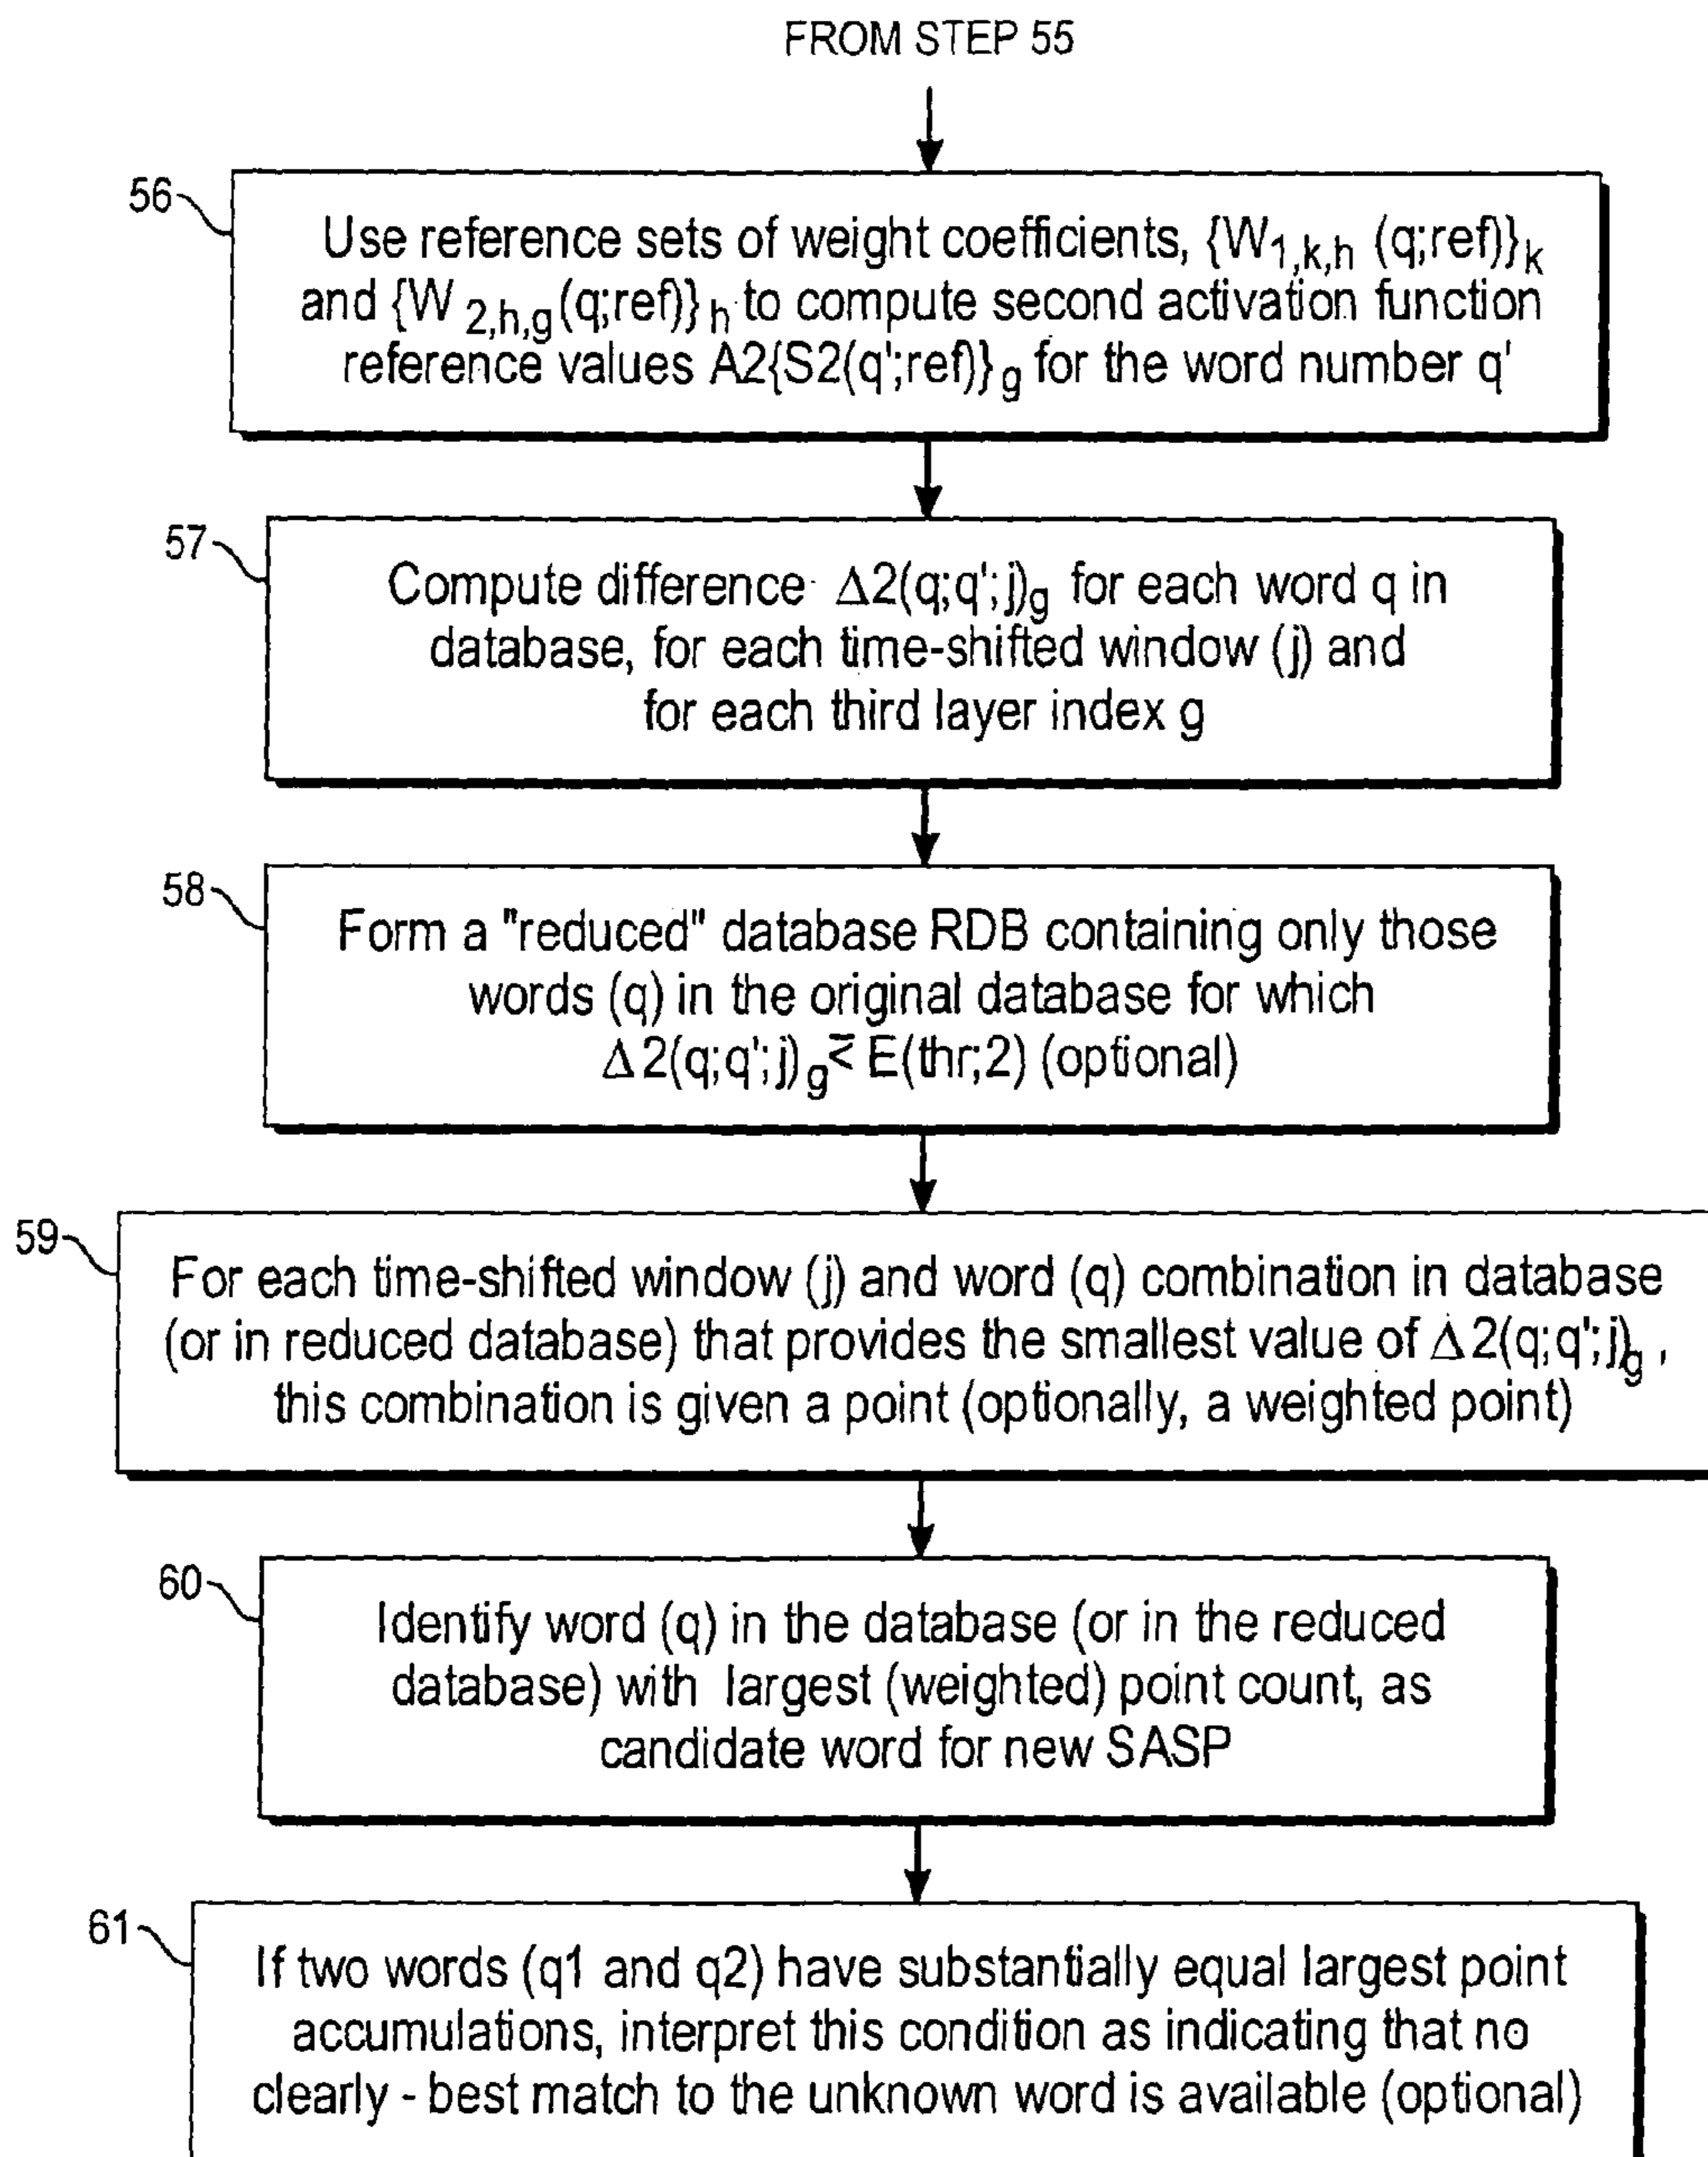 FROM STEP 55
56
Use reference sets of weight coefficients, {W1,k,h (q;ref)}k
and {W 2,h,g(q;ref)} h to compute second activation function
reference values A2{S2(q';ref)}g for the word number q'
57
Compute difference Δ2(q;q';j)g for each word q in
database, for each time-shifted window (j) and
for each third layer index g
58
Form a "reduced" database RDB containing only those
words (q) in the original database for which
Δ2(q;q';j)g ≤ E(thr;2) (optional)
59
For each time-shifted window (j) and word (q) combination in database
(or in reduced database) that provides the smallest value of Δ2(q;q';j)g ,
this combination is given a point (optionally, a weighted point)
60
Identify word (q) in the database (or in the reduced
database) with largest (weighted) point count, as
candidate word for new SASP
61
If two words (q1 and q2) have substantially equal largest point
accumulations, interpret this condition as indicating that no
clearly - best match to the unknown word is available (optional)